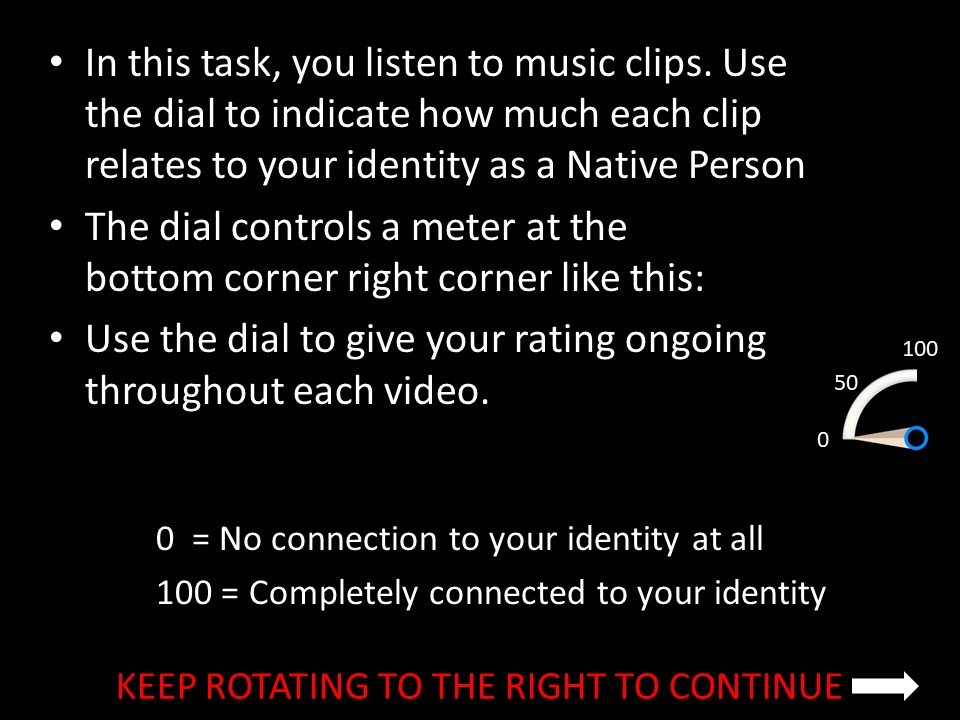 • In this task, you listen to music clips. Use
the dial to indicate how much each clip
relates to your identity as a Native Person
• The dial controls a meter at the
bottom corner right corner like this:
• Use the dial to give your rating ongoing
throughout each video.
100
50
0
0 = No connection to your identity at all
100 = Completely connected to your identity
KEEP ROTATING TO THE RIGHT TO CONTINUE